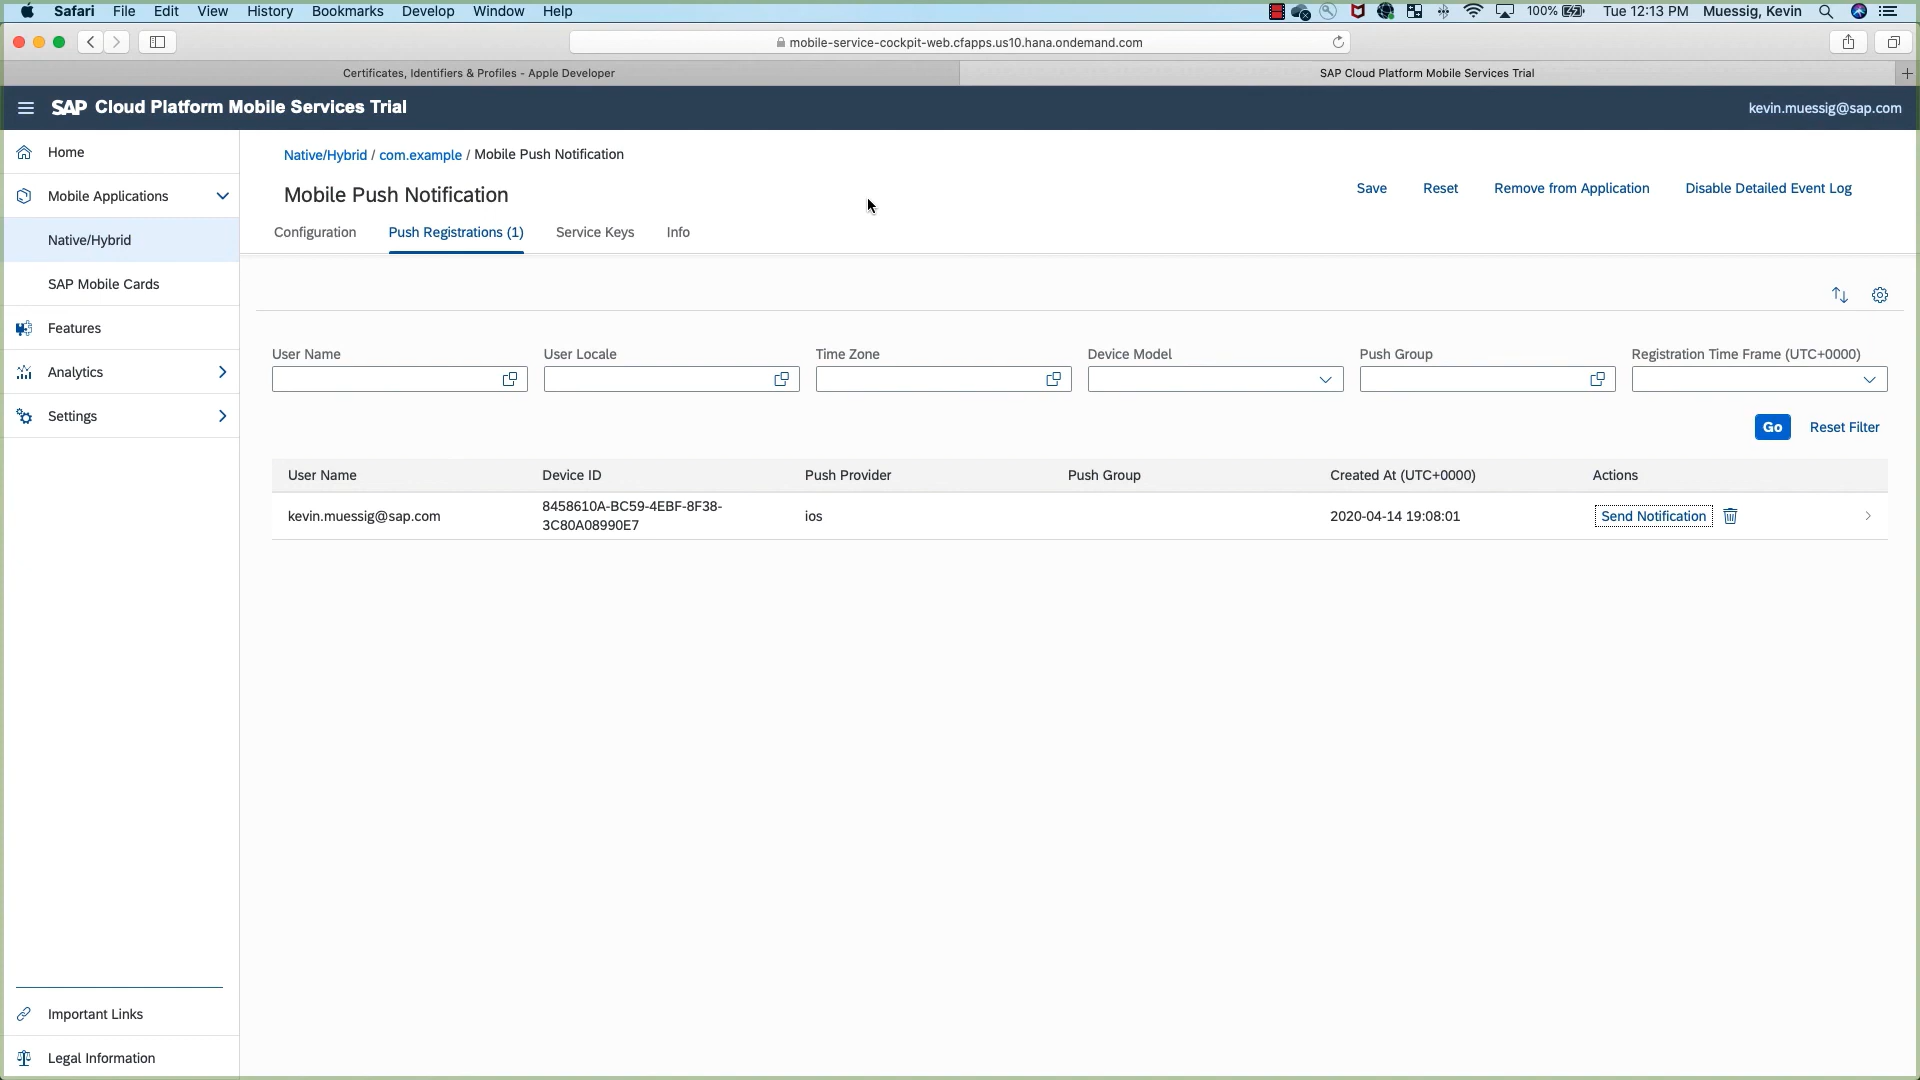 Safari File Edit View History Bookmarks Develop Window Help 100% Tue 12:13 PM Muessig, Kevin
mobile-service-cockpit-web.cfapps.us10.hana.ondemand.com
Certificates, Identifiers & Profiles - Apple Developer
SAP Cloud Platform Mobile Services Trial
SAP Cloud Platform Mobile Services Trial
kevin.muessig@sap.com
Home
Mobile Applications
Native/Hybrid
SAP Mobile Cards
Features
Analytics
Settings
Important Links
Legal Information
Native/Hybrid / com.example / Mobile Push Notification
Mobile Push Notification
Save Reset Remove from Application Disable Detailed Event Log
Configuration Push Registrations (1) Service Keys Info
User Name User Locale Time Zone Device Model Push Group Registration Time Frame (UTC+0000)
Go Reset Filter
User Name Device ID Push Provider Push Group Created At (UTC+0000) Actions
kevin.muessig@sap.com 8458610A-BC59-4EBF-8F38- ios 2020-04-14 19:08:01 Send Notification
3C80A08990E7